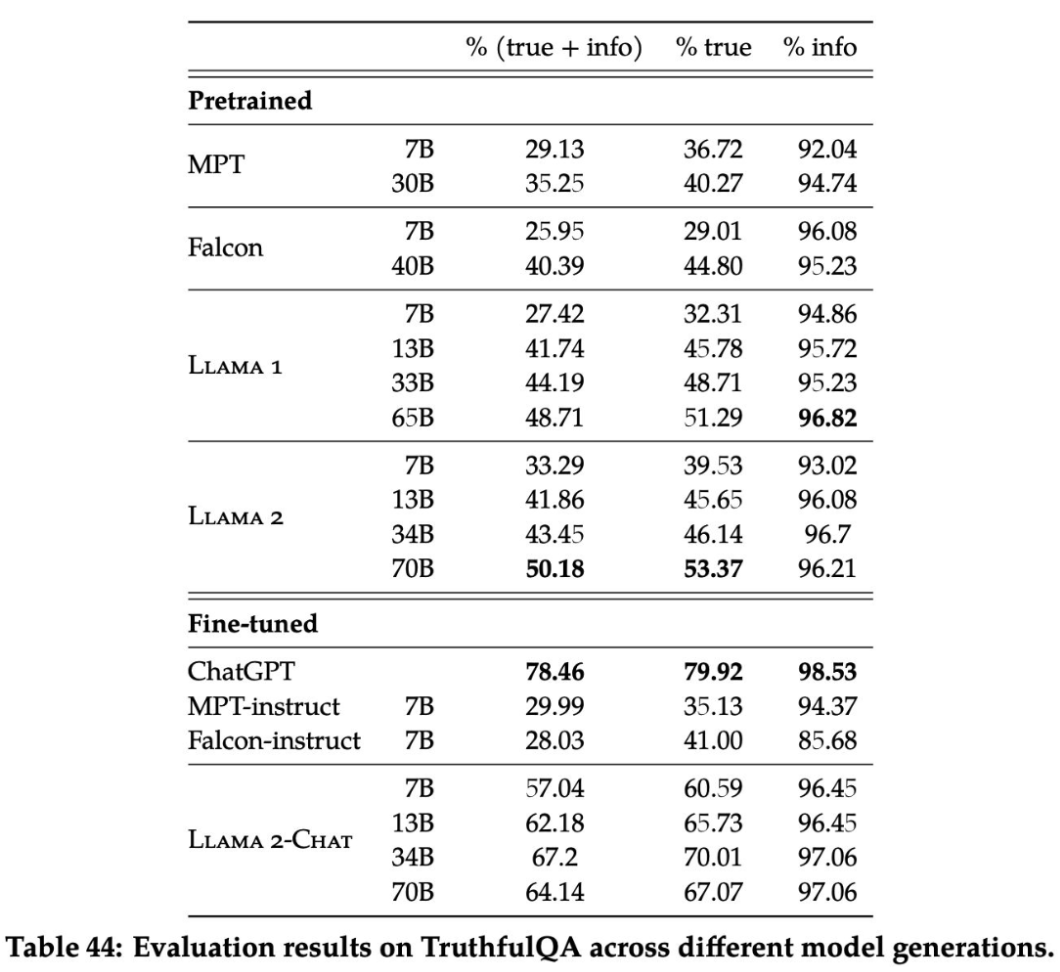 % (true + info) % true % info
Pretrained
MPT 7B 29.13 36.72 92.04
30B 35.25 40.27 94.74
Falcon 7B 25.95 29.01 96.08
40B 40.39 44.80 95.23
LLAMA 1 7B 27.42 32.31 94.86
13B 41.74 45.78 95.72
33B 44.19 48.71 95.23
65B 48.71 51.29 96.82
LLAMA 2 7B 33.29 39.53 93.02
13B 41.86 45.65 96.08
34B 43.45 46.14 96.7
70B 50.18 53.37 96.21
Fine-tuned
ChatGPT 78.46 79.92 98.53
MPT-instruct 7B 29.99 35.13 94.37
Falcon-instruct 7B 28.03 41.00 85.68
LLAMA 2-CHAT 7B 57.04 60.59 96.45
13B 62.18 65.73 96.45
34B 67.2 70.01 97.06
70B 64.14 67.07 97.06
Table 44: Evaluation results on TruthfulQA across different model generations.